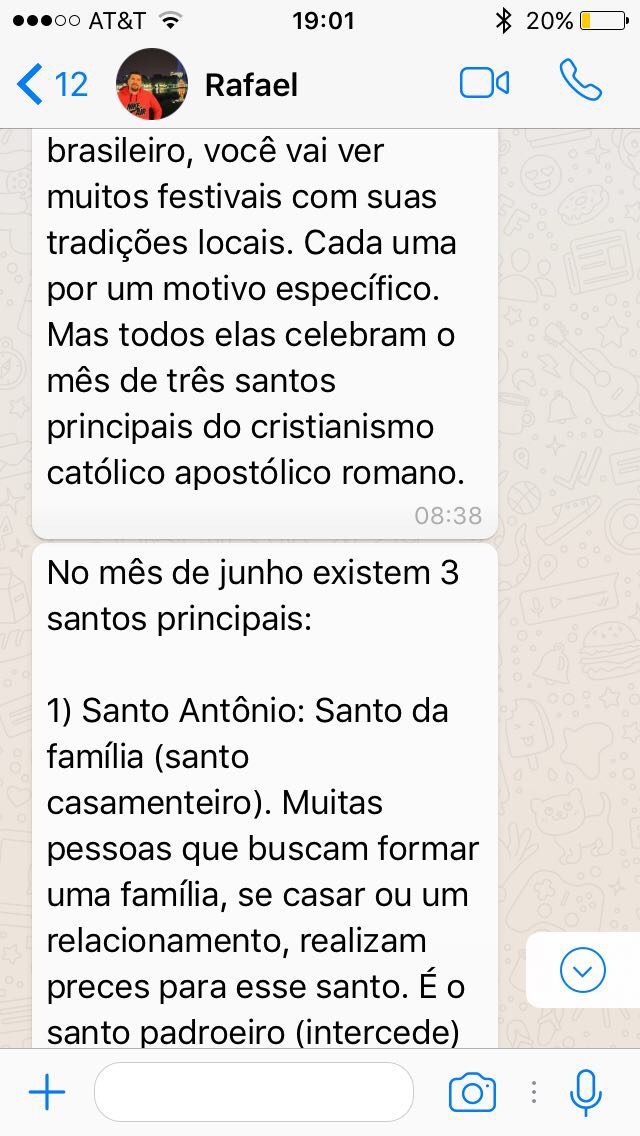 AT&T 19:01 20%
12 Rafael
brasileiro, você vai ver
muitos festivais com suas
tradições locais. Cada uma
por um motivo específico.
Mas todos elas celebram o
mês de três santos
principais do cristianismo
católico apostólico romano.
08:38
No mês de junho existem 3
santos principais:
1) Santo Antônio: Santo da
família (santo
casamenteiro). Muitas
pessoas que buscam formar
uma família, se casar ou um
relacionamento, realizam
preces para esse santo. É o
santo padroeiro (intercede)